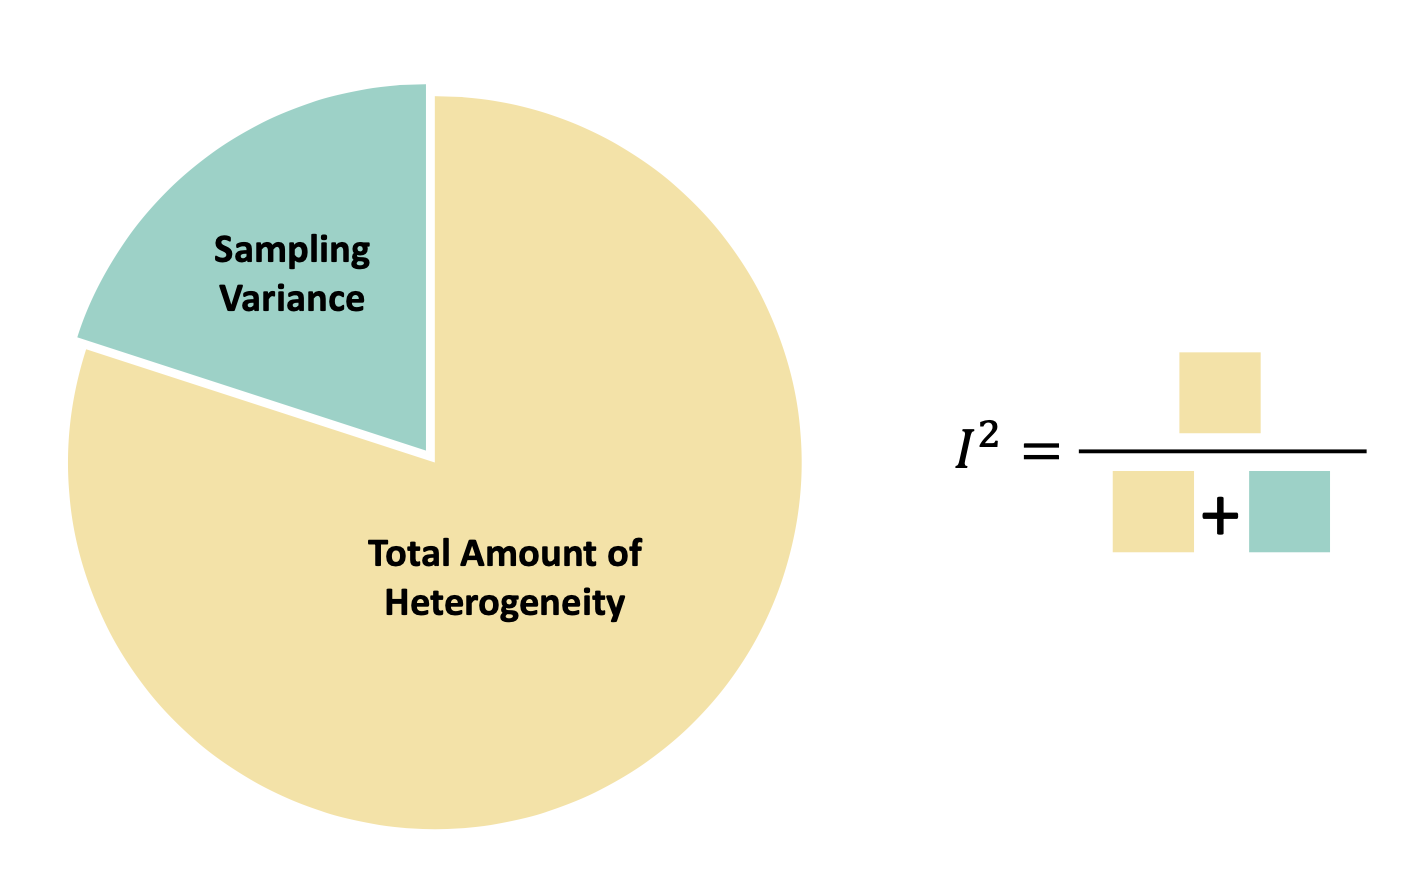 Sampling
Variance
Total Amount of
Heterogeneity
I² =
+